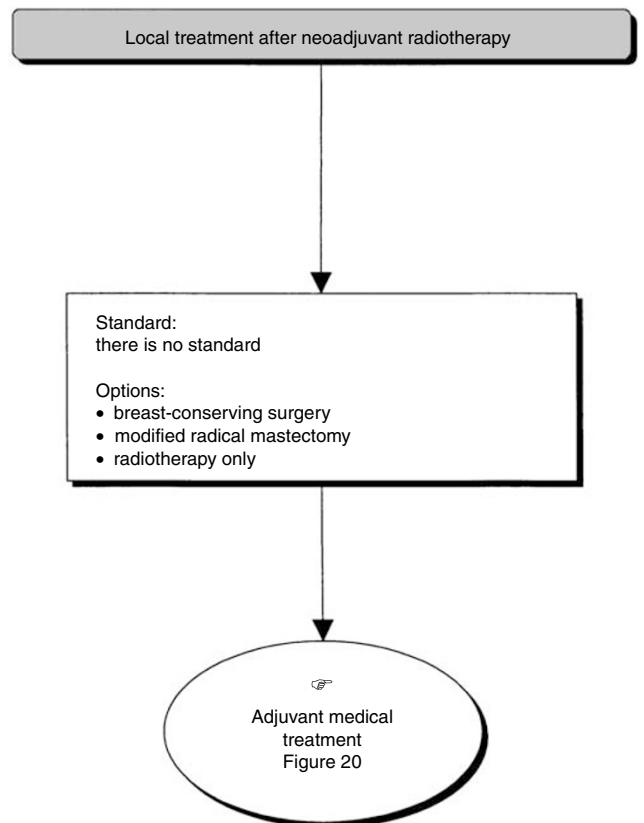 Local treatment after neoadjuvant radiotherapy
Standard:
there is no standard
Options:
• breast-conserving surgery
• modified radical mastectomy
• radiotherapy only
☞
Adjuvant medical
treatment
Figure 20